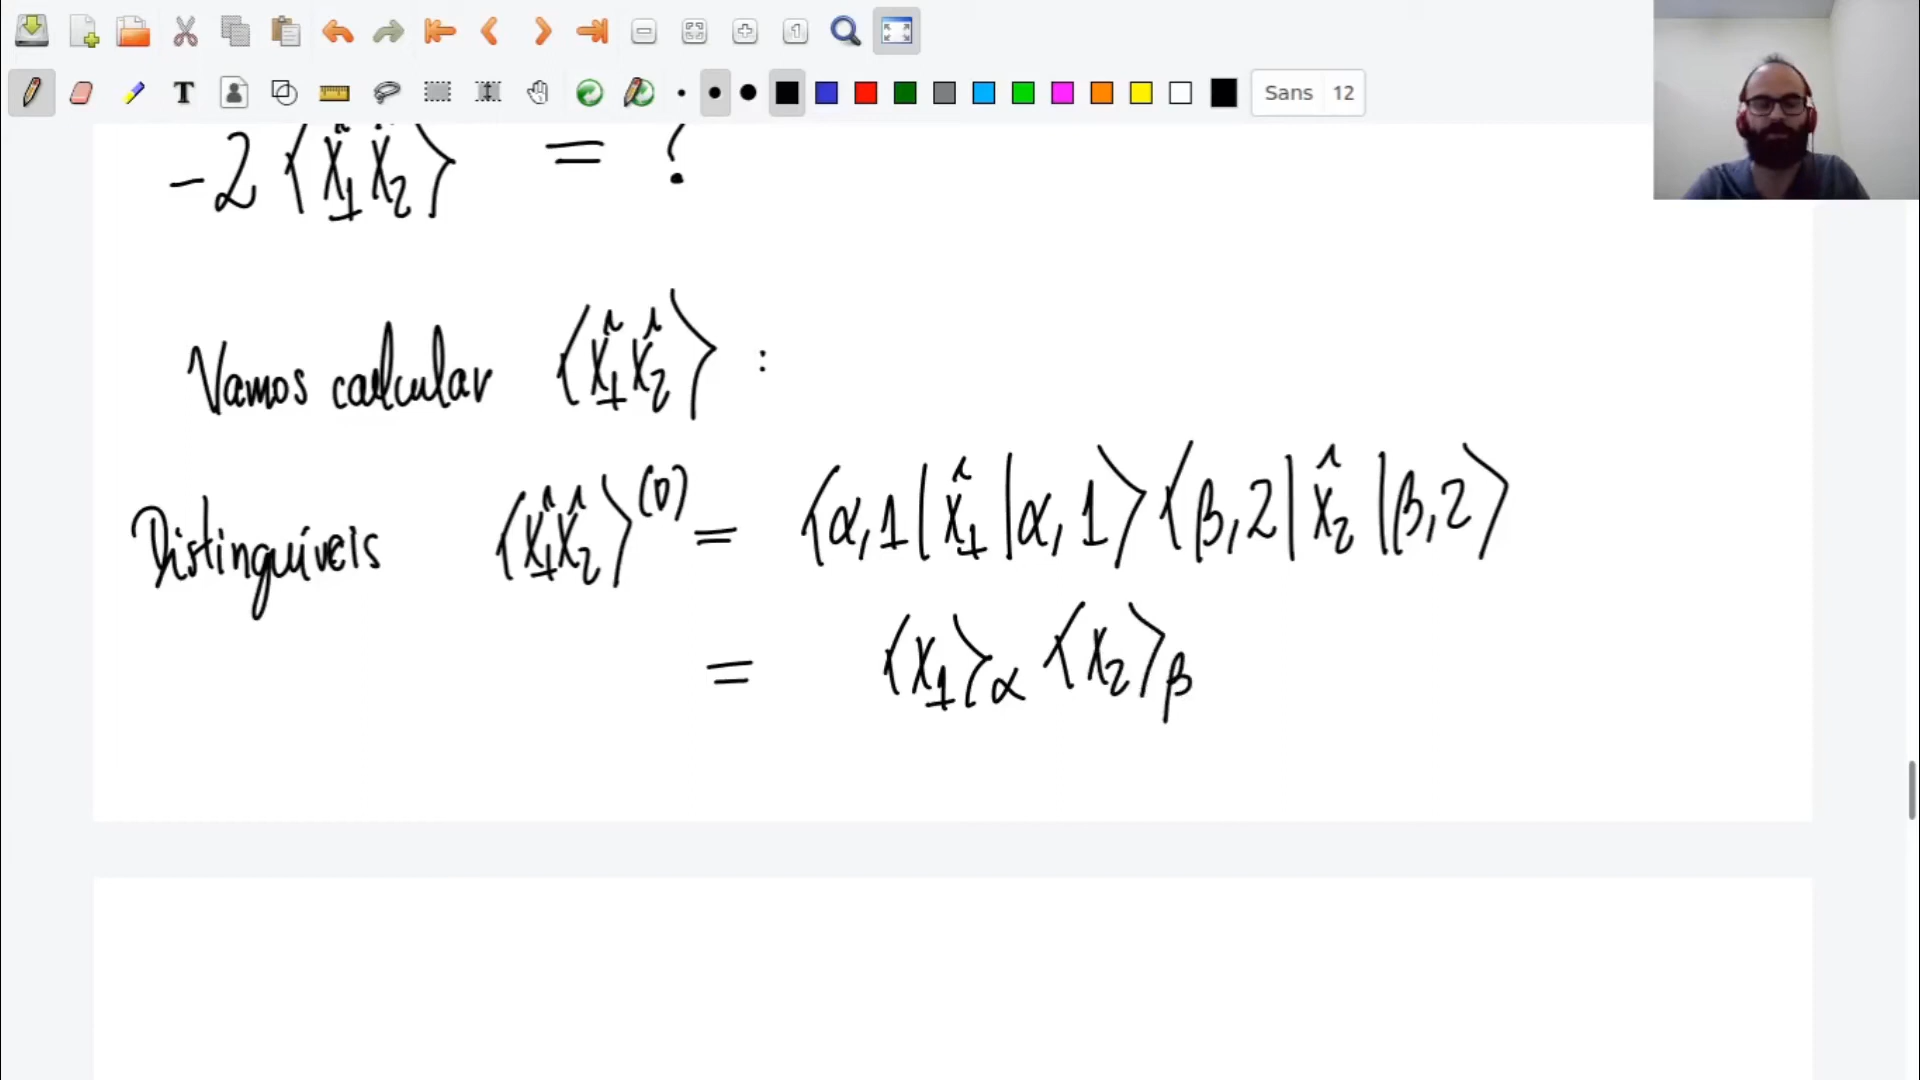 Sans 12
-2 ⟨x̂₁x̂₂⟩ = ?
Vamos calcular ⟨x̂₁x̂₂⟩ :
Distinguíveis ⟨x̂₁x̂₂⟩⁽ᴰ⁾ = ⟨α,1|x̂₁|α,1⟩⟨β,2|x̂₂|β,2⟩
= ⟨x₁⟩α ⟨x₂⟩β